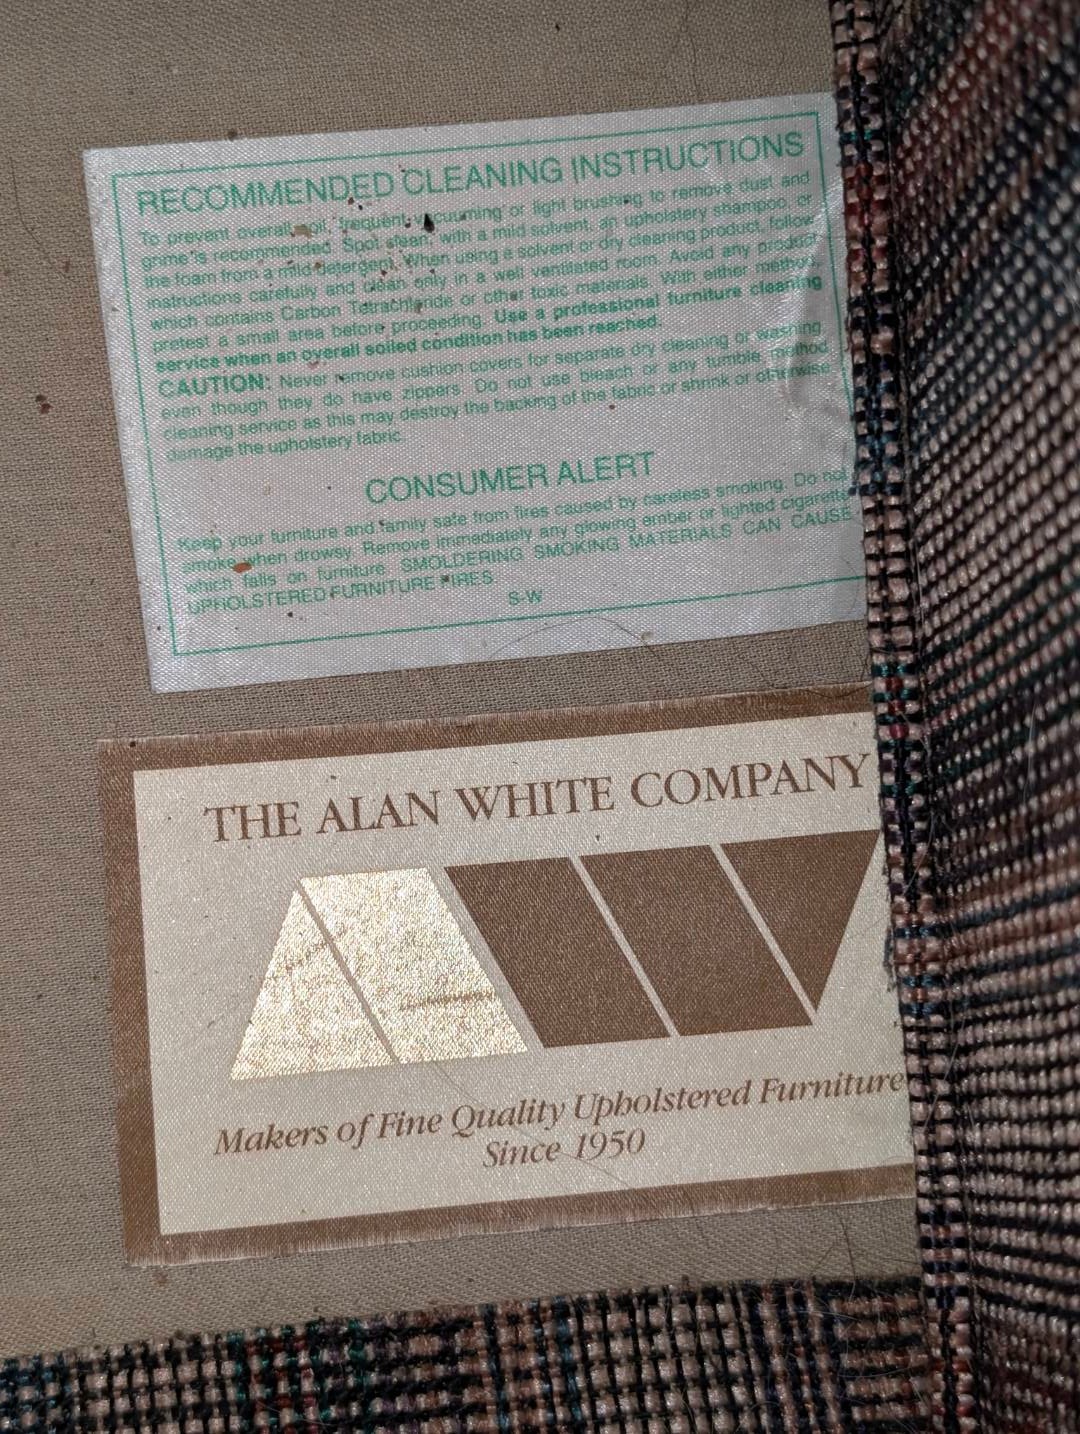 RECOMMENDED CLEANING INSTRUCTIONS
To prevent overall soil, frequent vacuuming or light brushing to remove dust and
grime is recommended. Spot clean, with a mild solvent, an upholstery shampoo, or
the foam from a mild detergent. When using a solvent or dry cleaning product, follow
instructions carefully and clean only in a well ventilated room. Avoid any product
which contains Carbon Tetrachloride or other toxic materials. With either method,
pretest a small area before proceeding. Use a professional furniture cleaning
service when an overall soiled condition has been reached.
CAUTION: Never remove cushion covers for separate dry cleaning or washing
even though they do have zippers. Do not use bleach or any tumble method
cleaning service as this may destroy the backing of the fabric or shrink or otherwise
damage the upholstery fabric.
CONSUMER ALERT
Keep your furniture and family safe from fires caused by careless smoking. Do not
smoke when drowsy. Remove immediately any glowing ember or lighted cigarette
which falls on furniture. SMOLDERING SMOKING MATERIALS CAN CAUSE
UPHOLSTERED FURNITURE FIRES
S-W
THE ALAN WHITE COMPANY
Makers of Fine Quality Upholstered Furniture
Since 1950